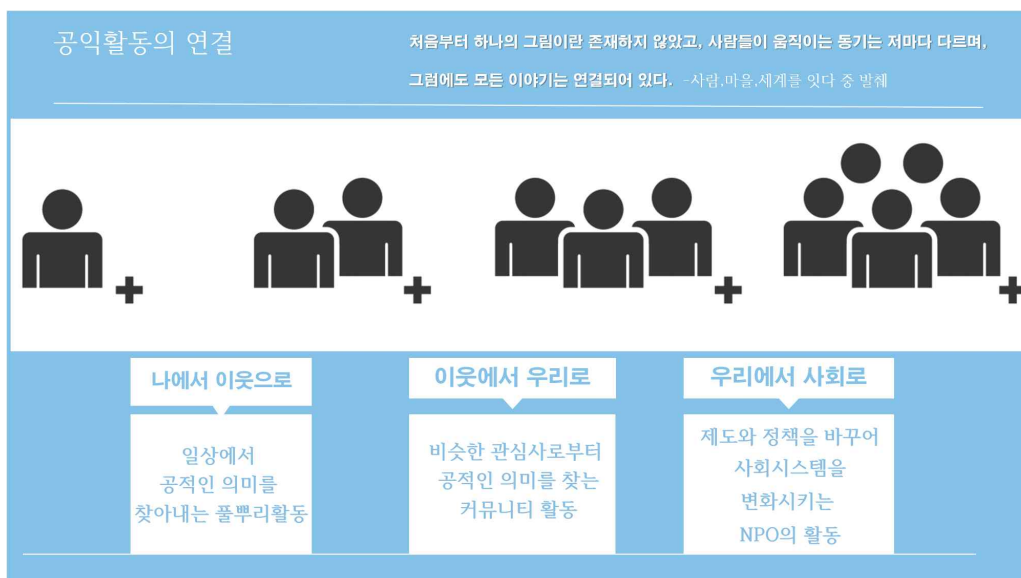 공익활동의 연결
처음부터 하나의 그림이란 존재하지 않았고, 사람들이 움직이는 동기는 저마다 다르며,
그럼에도 모든 이야기는 연결되어 있다. -사람,마을,세계를 잇다 중 발췌
나에서 이웃으로
일상에서
공적인 의미를
찾아내는 풀뿌리활동
이웃에서 우리로
비슷한 관심사로부터
공적인 의미를 찾는
커뮤니티 활동
우리에서 사회로
제도와 정책을 바꾸어
사회시스템을
변화시키는
NPO의 활동